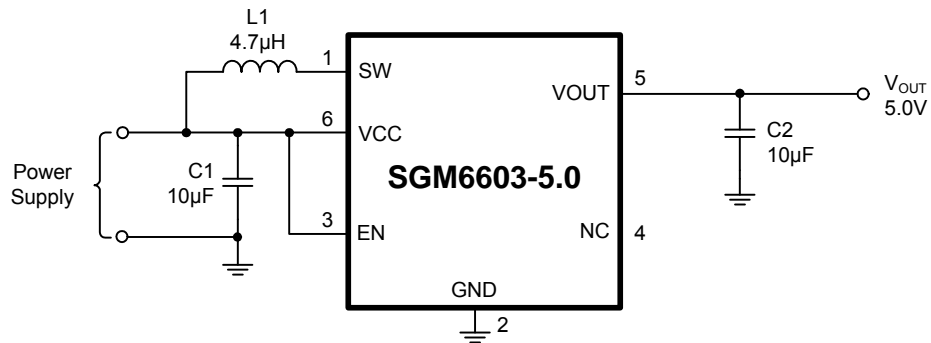 L1
4.7µH
1
SW
5
VOUT
V_OUT
5.0V
6
VCC
C2
10µF
Power
Supply
C1
10µF
SGM6603-5.0
3
EN
NC
4
GND
2